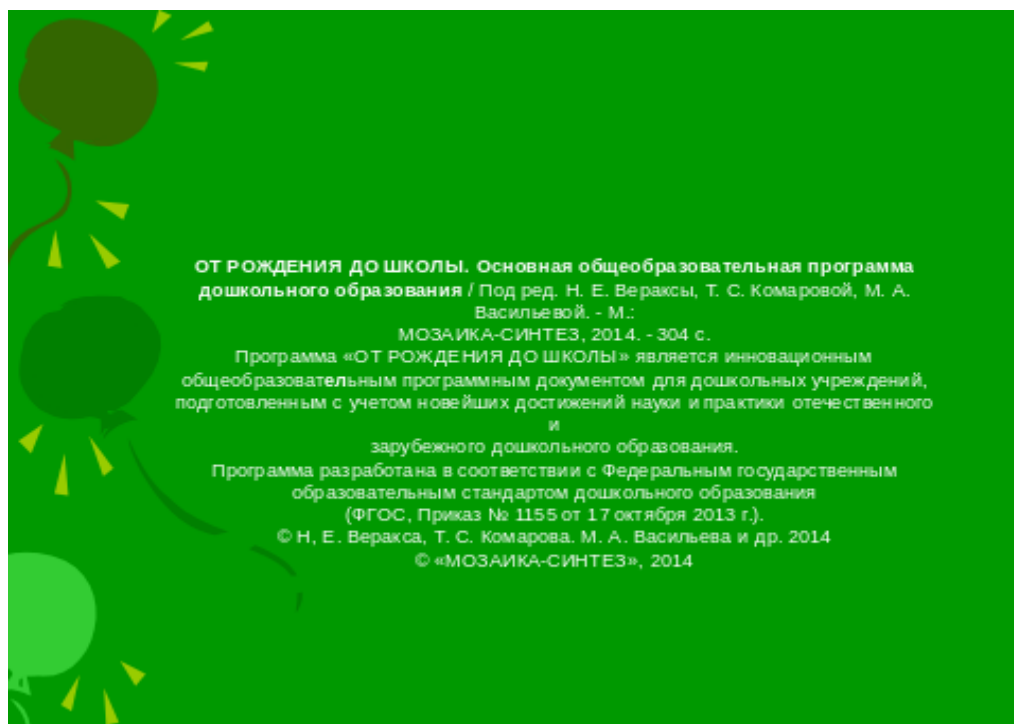 ОТ РОЖДЕНИЯ ДО ШКОЛЫ. Основная общеобразовательная программа
дошкольного образования / Под ред. Н. Е. Вераксы, Т. С. Комаровой, М. А.
Васильевой. - М.:
МОЗАИКА-СИНТЕЗ, 2014. - 304 с.
Программа «ОТ РОЖДЕНИЯ ДО ШКОЛЫ» является инновационным
общеобразовательным программным документом для дошкольных учреждений,
подготовленным с учетом новейших достижений науки и практики отечественного
и
зарубежного дошкольного образования.
Программа разработана в соответствии с Федеральным государственным
образовательным стандартом дошкольного образования
(ФГОС, Приказ № 1155 от 17 октября 2013 г.).
© Н, Е. Веракса, Т. С. Комарова. М. А. Васильева и др. 2014
© «МОЗАИКА-СИНТЕЗ», 2014